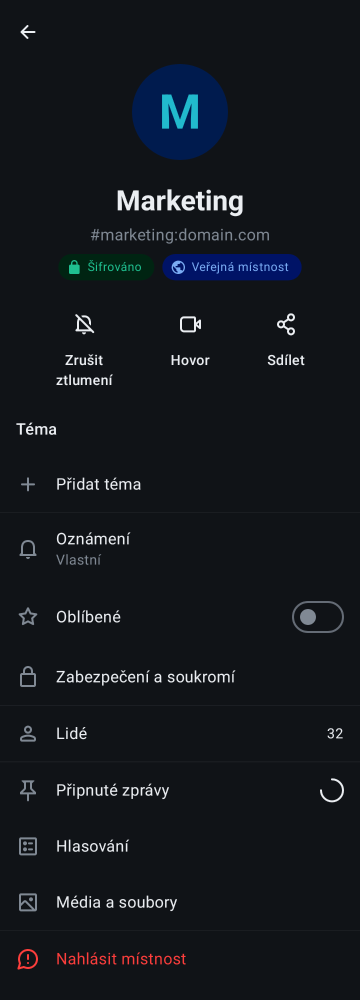 M
Marketing
#marketing:domain.com
Šifrováno
Veřejná místnost
Zrušit
ztlumení
Hovor
Sdílet
Téma
Přidat téma
Oznámení
Vlastní
Oblíbené
Zabezpečení a soukromí
Lidé
32
Připnuté zprávy
Hlasování
Média a soubory
Nahlásit místnost